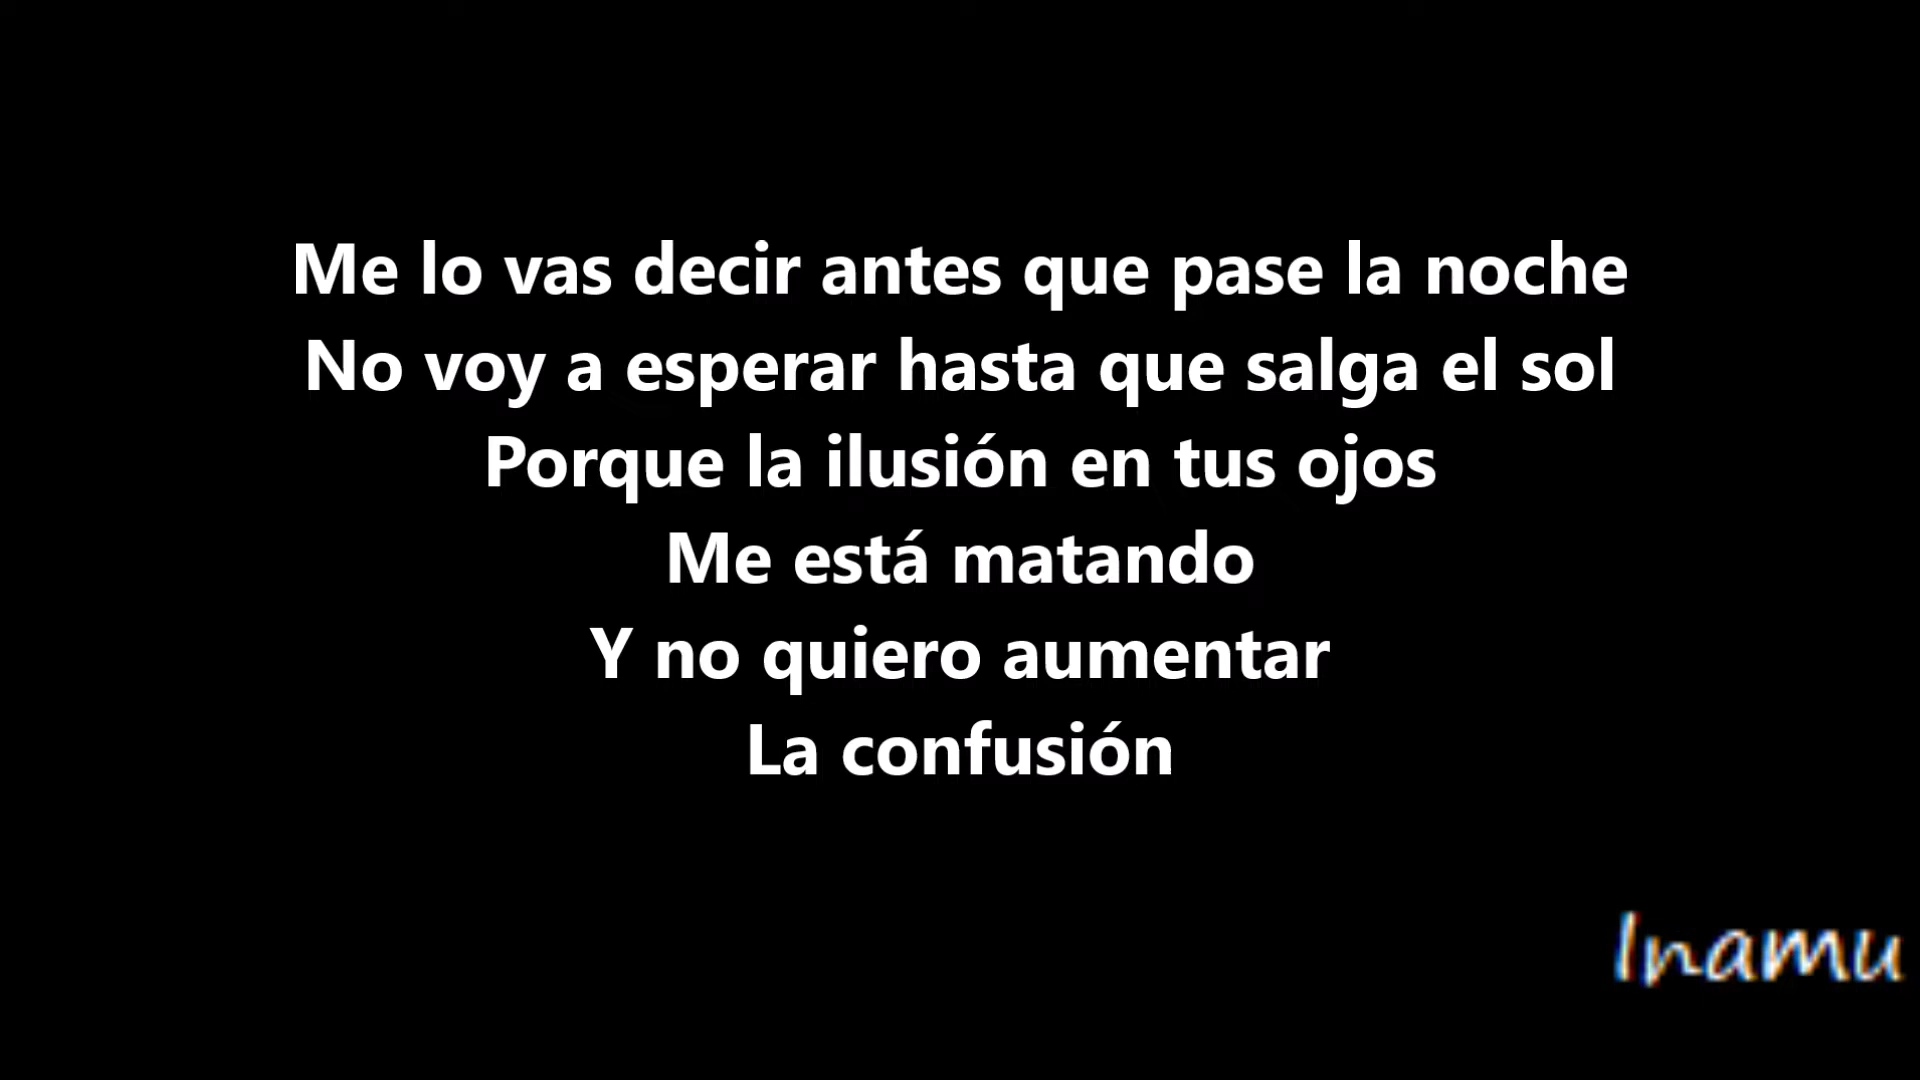 Me lo vas decir antes que pase la noche
No voy a esperar hasta que salga el sol
Porque la ilusión en tus ojos
Me está matando
Y no quiero aumentar
La confusión
Inamu